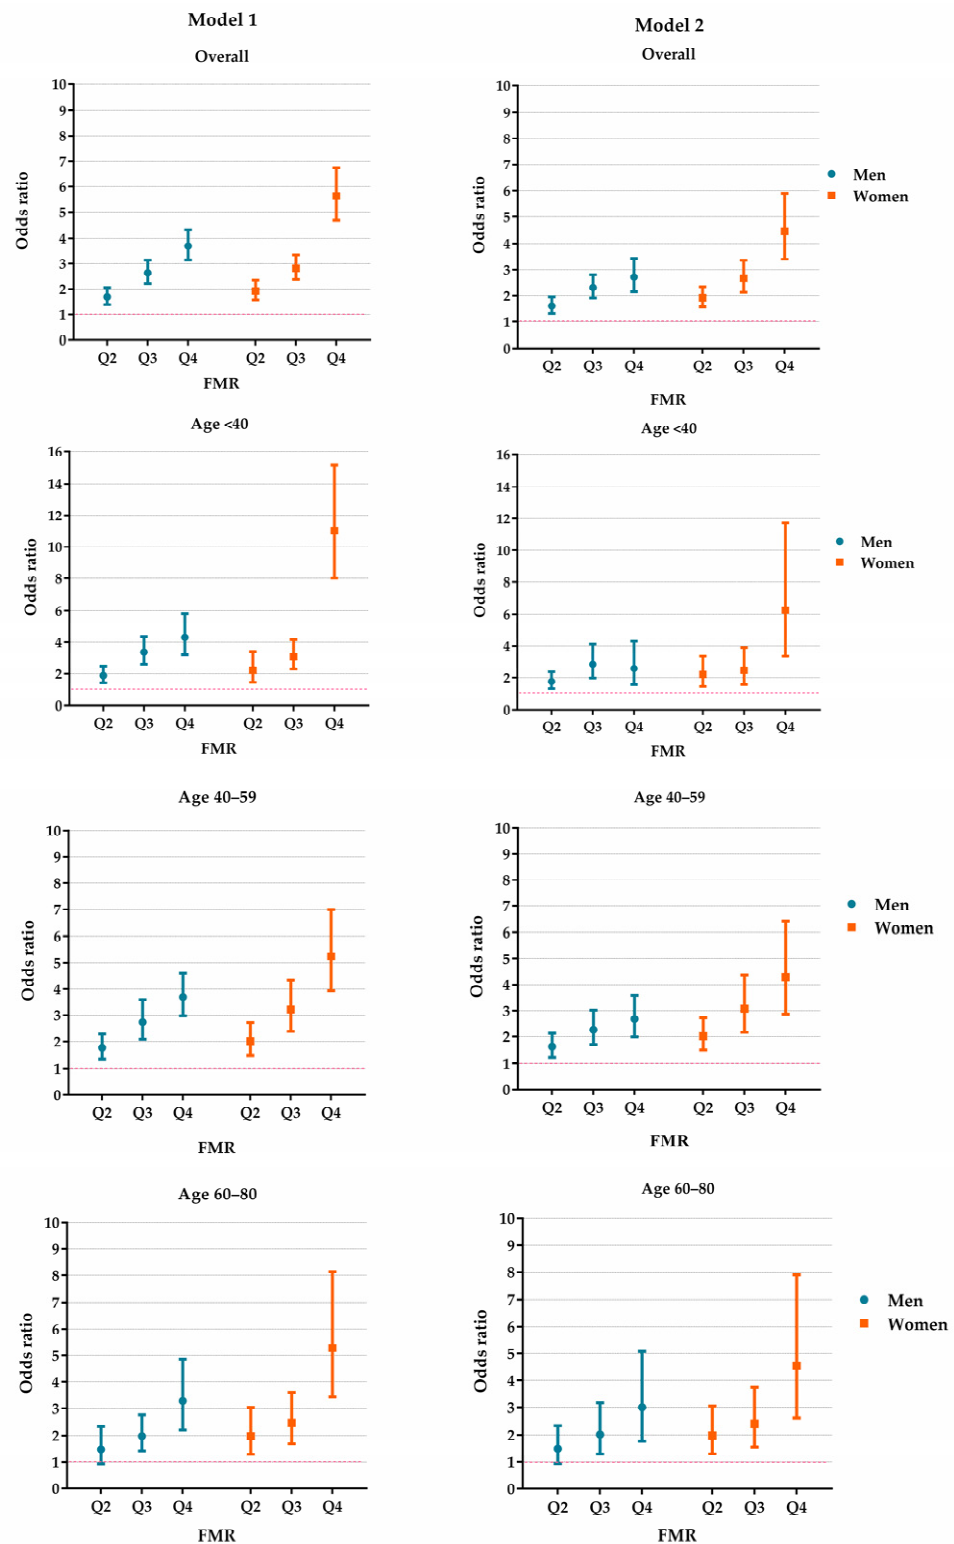 Model 1
Model 2
Overall
Overall
10
9
8
7
6
5
4
3
2
1
0
Odds ratio
Q2 Q3 Q4 Q2 Q3 Q4
FMR
10
9
8
7
6
5
4
3
2
1
0
Odds ratio
Q2 Q3 Q4 Q2 Q3 Q4
FMR
Men
Women
Age <40
Age <40
16
14
12
10
8
6
4
2
0
Odds ratio
Q2 Q3 Q4 Q2 Q3 Q4
FMR
16
14
12
10
8
6
4
2
0
Odds ratio
Q2 Q3 Q4 Q2 Q3 Q4
FMR
Men
Women
Age 40–59
Age 40–59
10
9
8
7
6
5
4
3
2
1
0
Odds ratio
Q2 Q3 Q4 Q2 Q3 Q4
FMR
10
9
8
7
6
5
4
3
2
1
0
Odds ratio
Q2 Q3 Q4 Q2 Q3 Q4
FMR
Men
Women
Age 60–80
Age 60–80
10
9
8
7
6
5
4
3
2
1
0
Odds ratio
Q2 Q3 Q4 Q2 Q3 Q4
FMR
10
9
8
7
6
5
4
3
2
1
0
Odds ratio
Q2 Q3 Q4 Q2 Q3 Q4
FMR
Men
Women